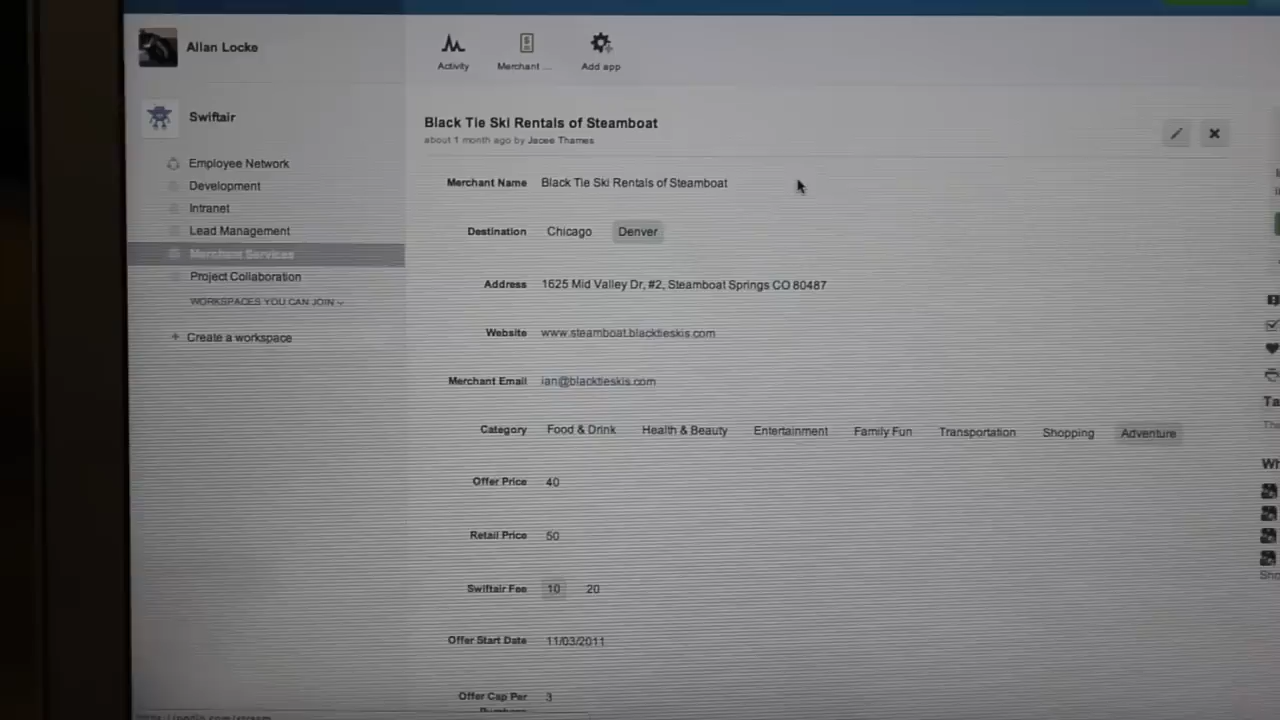 Allan Locke
Activity
Merchant ...
Add app
Swiftair
Employee Network
Development
Intranet
Lead Management
Merchant Services
Project Collaboration
WORKSPACES YOU CAN JOIN
+ Create a workspace
Black Tie Ski Rentals of Steamboat
about 1 month ago by Jacee Thames
Merchant Name Black Tie Ski Rentals of Steamboat
Destination Chicago Denver
Address 1625 Mid Valley Dr, #2, Steamboat Springs CO 80487
Website www.steamboat.blacktieskis.com
Merchant Email ian@blacktieskis.com
Category Food & Drink Health & Beauty Entertainment Family Fun Transportation Shopping Adventure
Offer Price 40
Retail Price 50
Swiftair Fee 10 20
Offer Start Date 11/03/2011
Offer Cap Per 3